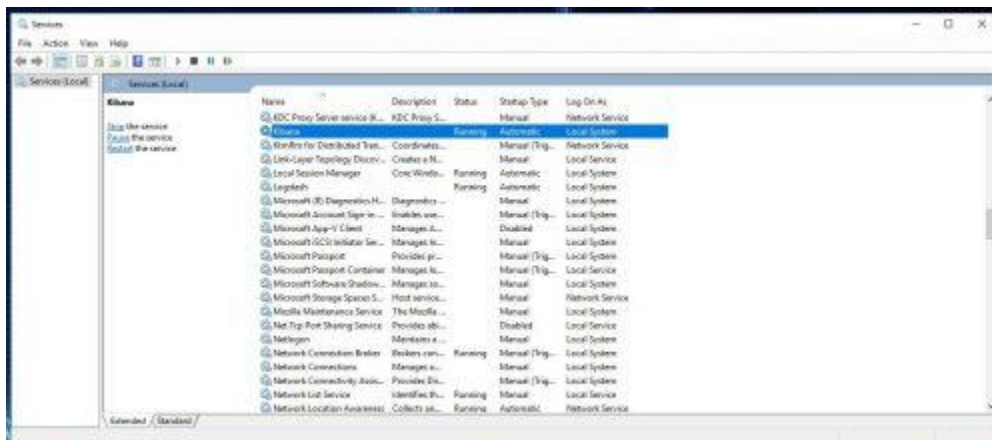 Services
File Action View Help
Services (Local)
Services (Local)
Kibana
Stop the service
Pause the service
Restart the service
Name Description Status Startup Type Log On As
KDC Proxy Server service (K... KDC Proxy S... Manual Network Service
Kibana Running Automatic Local System
KtmRm for Distributed Tran... Coordinates... Manual (Trig... Network Service
Link-Layer Topology Discov... Creates a N... Manual Local Service
Local Session Manager Core Windo... Running Automatic Local System
Logstash Running Automatic Local System
Microsoft (R) Diagnostics H... Diagnostics ... Manual Local System
Microsoft Account Sign-in ... Enables use... Manual (Trig... Local System
Microsoft App-V Client Manages A... Disabled Local System
Microsoft iSCSI Initiator Ser... Manages In... Manual Local System
Microsoft Passport Provides pr... Manual (Trig... Local System
Microsoft Passport Container Manages lo... Manual (Trig... Local Service
Microsoft Software Shadow... Manages so... Manual Local System
Microsoft Storage Spaces S... Host service... Manual Network Service
Mozilla Maintenance Service The Mozilla ... Manual Local System
Net.Tcp Port Sharing Service Provides abi... Disabled Local Service
Netlogon Maintains a ... Manual Local System
Network Connection Broker Brokers con... Running Manual (Trig... Local System
Network Connections Manages o... Manual Local System
Network Connectivity Assis... Provides Dir... Manual (Trig... Local System
Network List Service Identifies th... Running Manual Local Service
Network Location Awareness Collects an... Running Automatic Network Service
Extended Standard